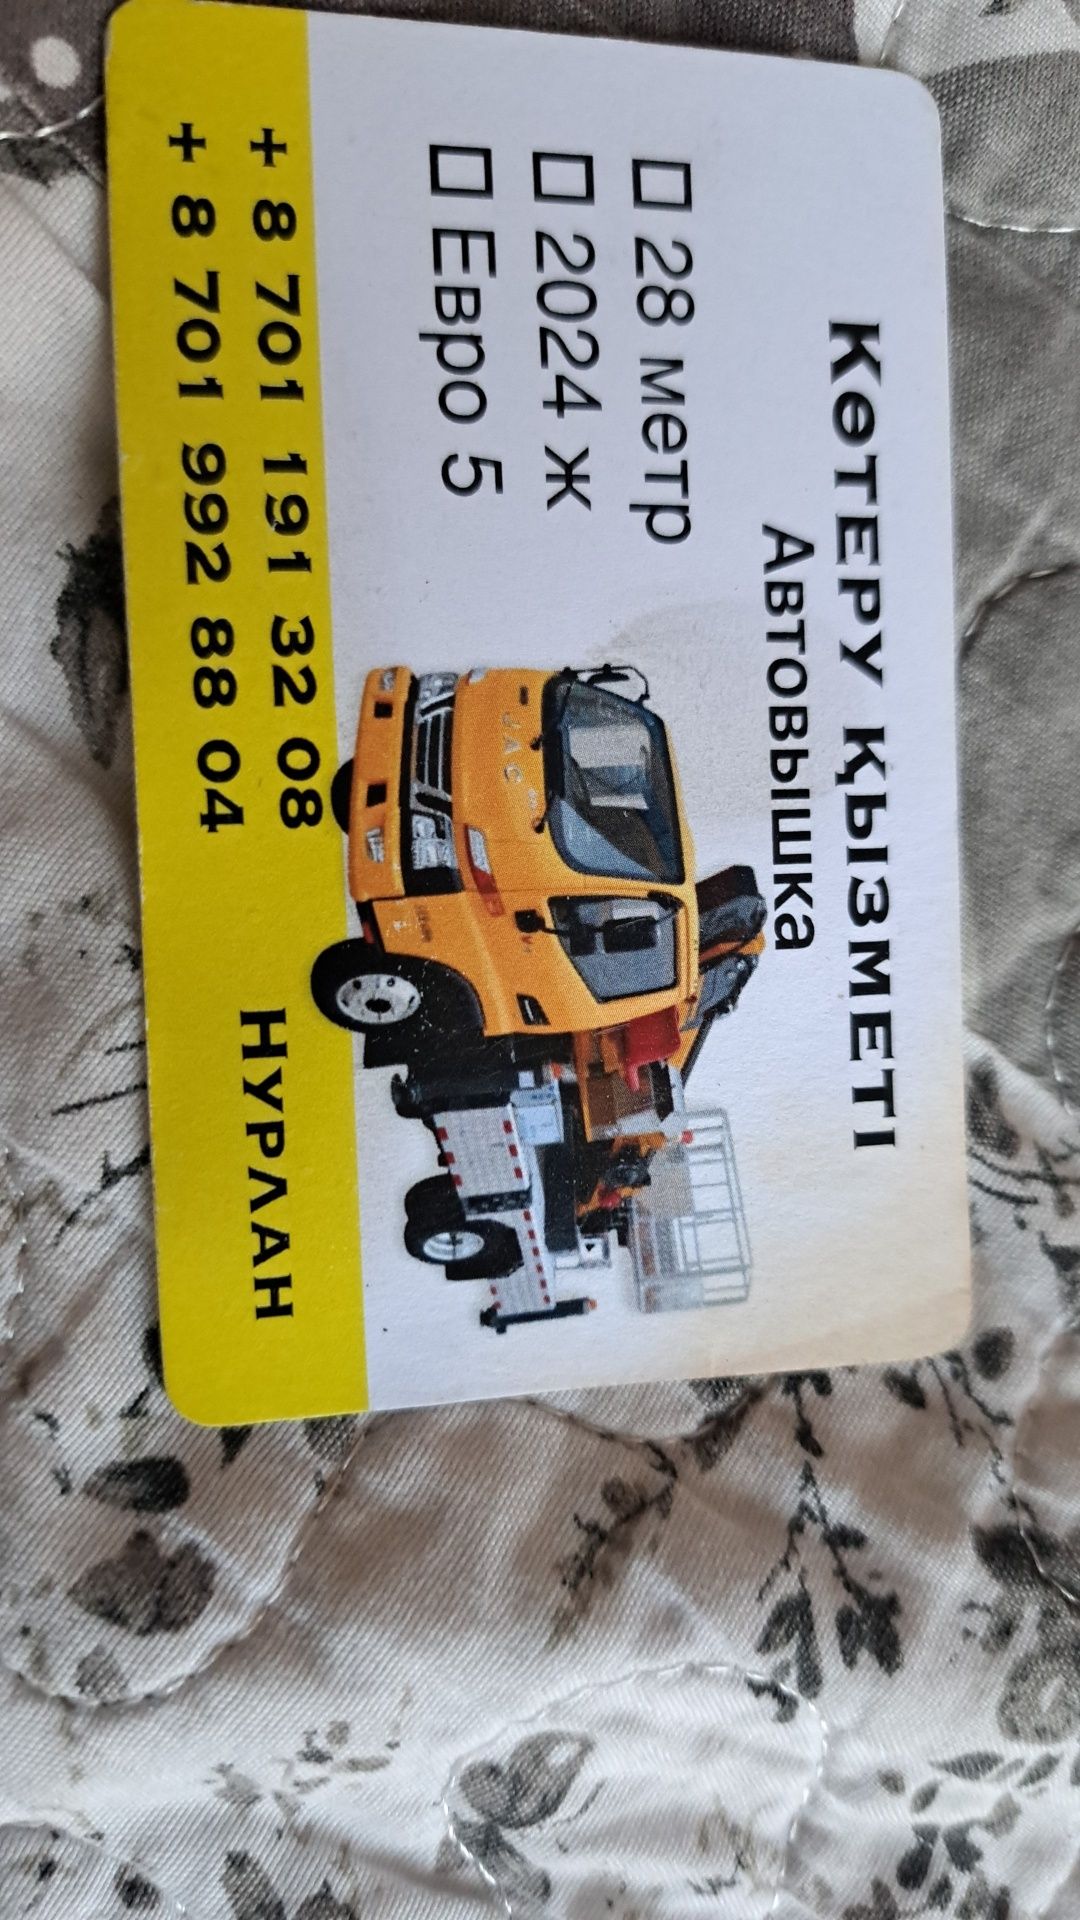 Көтеру қызметі
Автовышка
28 метр
2024 ж
Евро 5
JAC
+ 8 701 191 32 08
+ 8 701 992 88 04
Нурлан